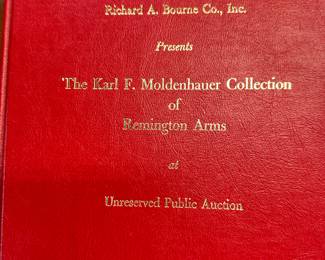 Richard A. Bourne Co., Inc.
Presents
The Karl F. Moldenhauer Collection
of
Remington Arms
at
Unreserved Public Auction